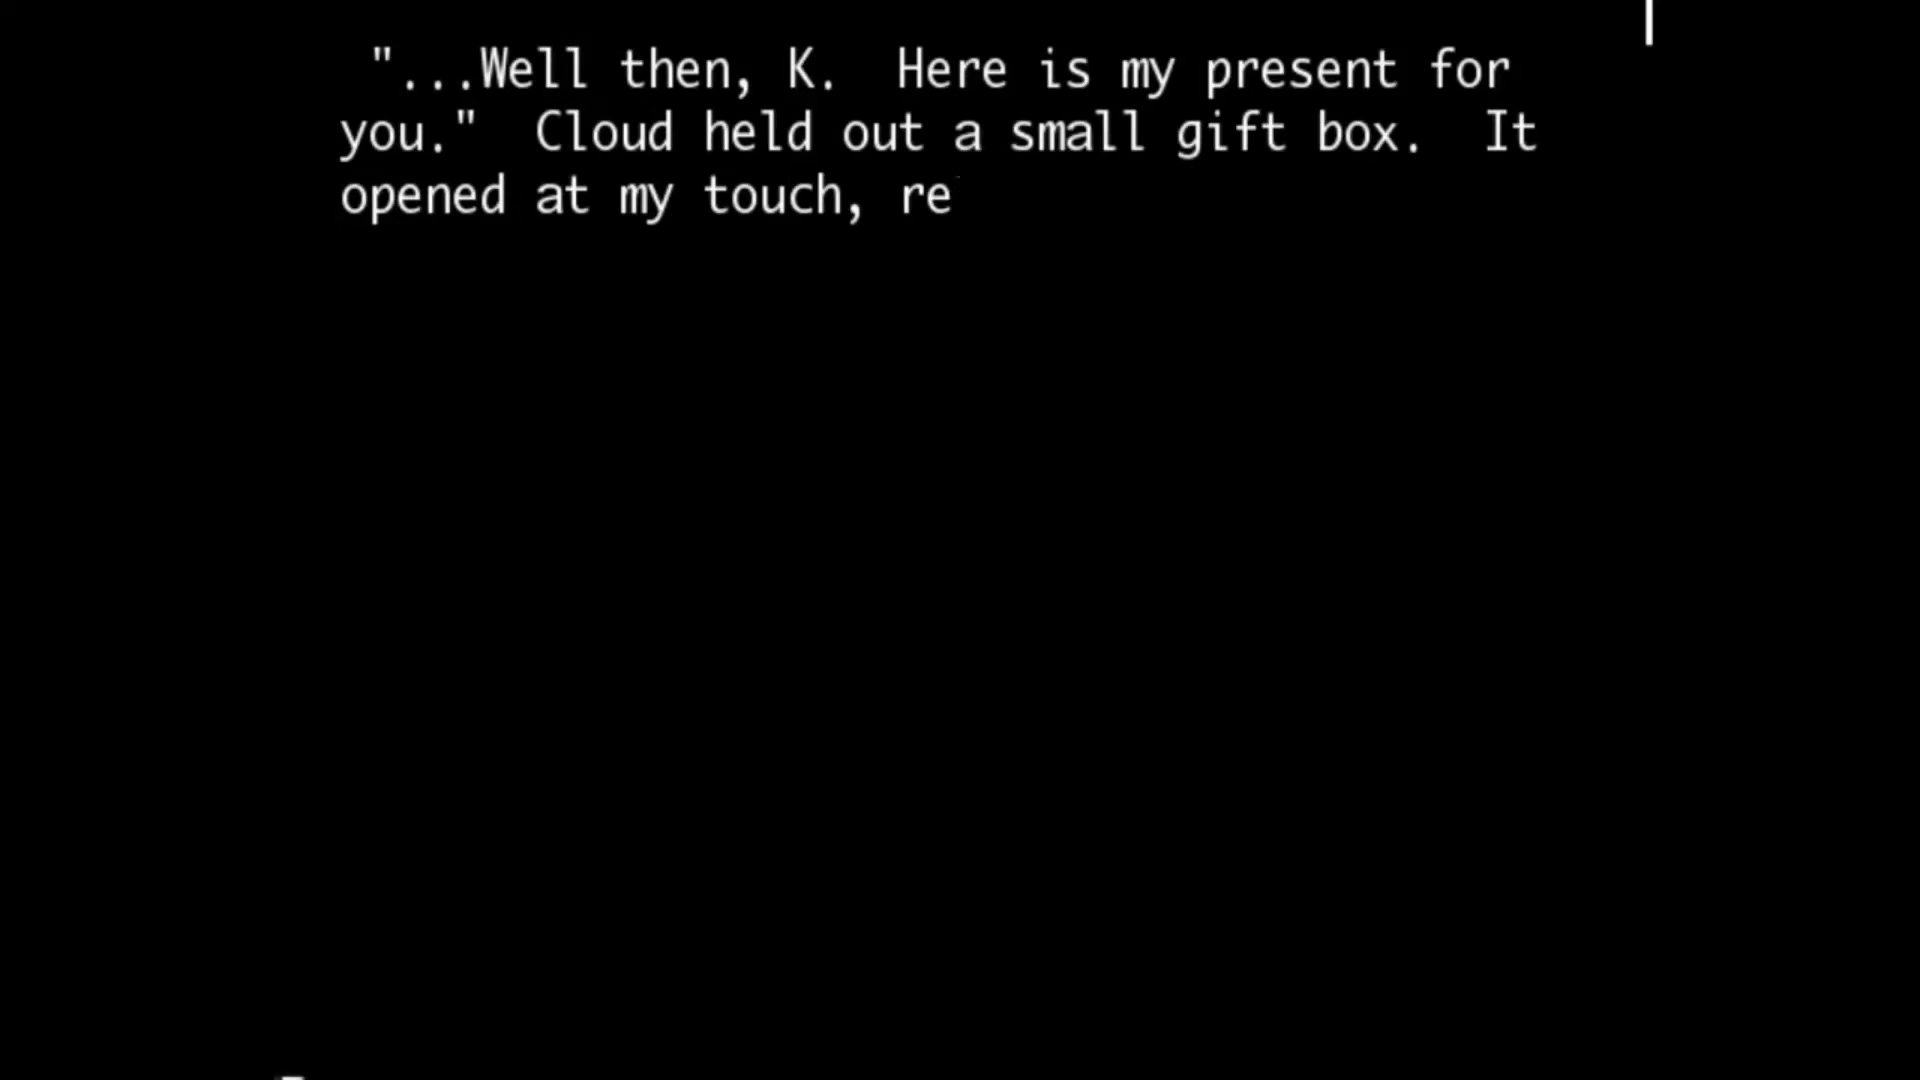 "...Well then, K.  Here is my present for
you."  Cloud held out a small gift box.  It
opened at my touch, re